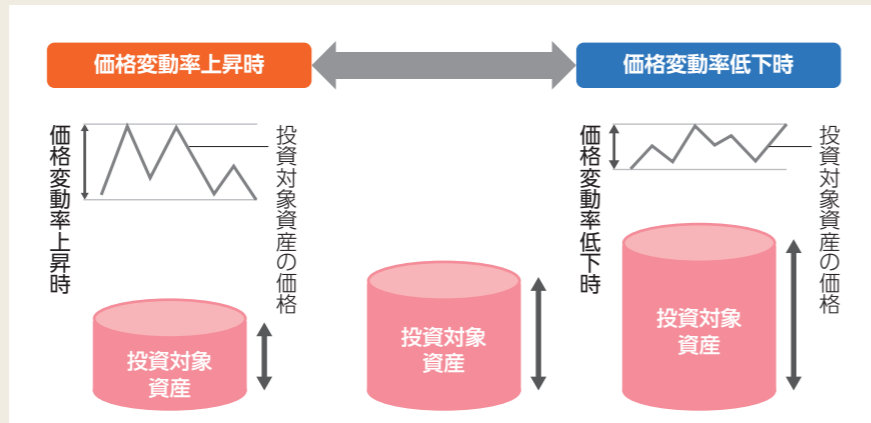 価格変動率上昇時
価格変動率低下時
価格変動率上昇時
投資対象資産の価格
価格変動率低下時
投資対象資産の価格
投資対象
資産
投資対象
資産
投資対象
資産